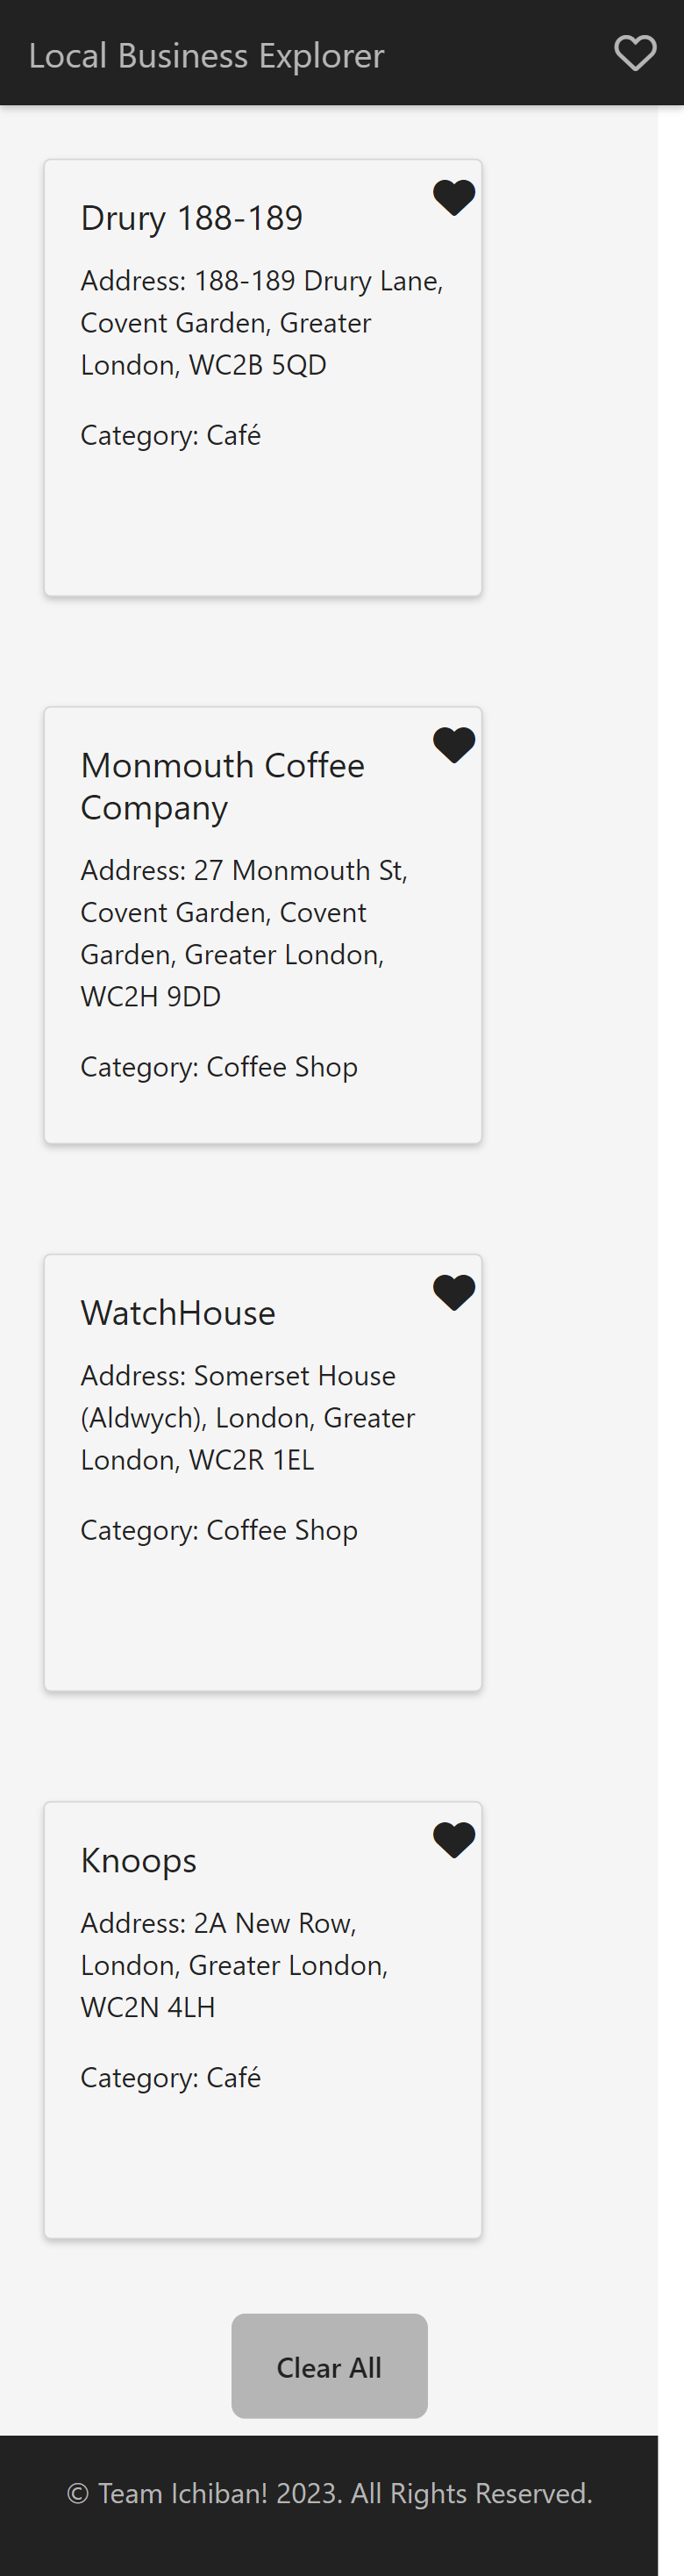 Local Business Explorer
Drury 188-189
Address: 188-189 Drury Lane,
Covent Garden, Greater
London, WC2B 5QD
Category: Café
Monmouth Coffee
Company
Address: 27 Monmouth St,
Covent Garden, Covent
Garden, Greater London,
WC2H 9DD
Category: Coffee Shop
WatchHouse
Address: Somerset House
(Aldwych), London, Greater
London, WC2R 1EL
Category: Coffee Shop
Knoops
Address: 2A New Row,
London, Greater London,
WC2N 4LH
Category: Café
Clear All
© Team Ichiban! 2023. All Rights Reserved.